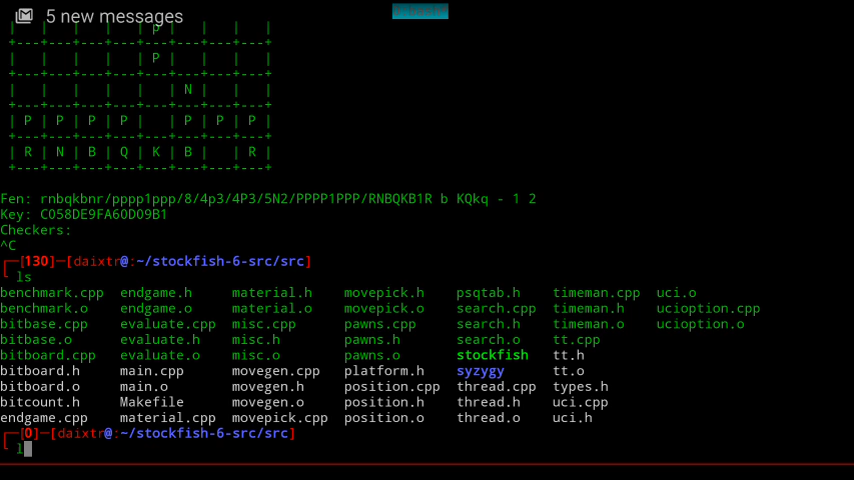 5 new messages
| | | | | p | | | |
+---+---+---+---+---+---+---+---+
| | | | | P | | | |
+---+---+---+---+---+---+---+---+
| | | | | | N | | |
+---+---+---+---+---+---+---+---+
| P | P | P | P | | P | P | P |
+---+---+---+---+---+---+---+---+
| R | N | B | Q | K | B | | R |
+---+---+---+---+---+---+---+---+
Fen: rnbqkbnr/pppp1ppp/8/4p3/4P3/5N2/PPPP1PPP/RNBQKB1R b KQkq - 1 2
Key: C058DE9FA60D09B1
Checkers:
^C
┌─[130]─[daixtr@:~/stockfish-6-src/src]
└ ls
benchmark.cpp endgame.h material.h movepick.h psqtab.h timeman.cpp uci.o
benchmark.o endgame.o material.o movepick.o search.cpp timeman.h ucioption.cpp
bitbase.cpp evaluate.cpp misc.cpp pawns.cpp search.h timeman.o ucioption.o
bitbase.o evaluate.h misc.h pawns.h search.o tt.cpp
bitboard.cpp evaluate.o misc.o pawns.o stockfish tt.h
bitboard.h main.cpp movegen.cpp platform.h syzygy tt.o
bitboard.o main.o movegen.h position.cpp thread.cpp types.h
bitcount.h Makefile movegen.o position.h thread.h uci.cpp
endgame.cpp material.cpp movepick.cpp position.o thread.o uci.h
┌─[0]─[daixtr@:~/stockfish-6-src/src]
└ l